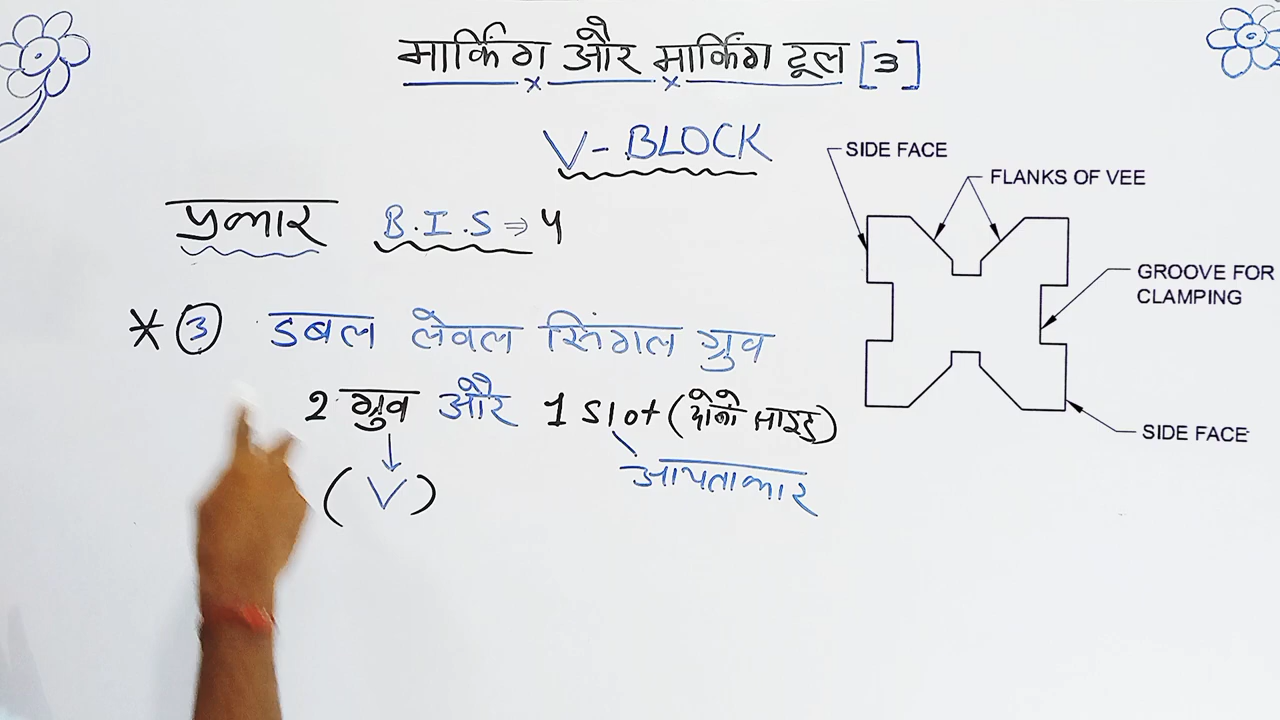 मार्किंग और मार्किंग टूल [3]
V-BLOCK
प्रकार B.I.S ⇒ 4
* ③ डबल लेवल सिंगल ग्रुव
2 ग्रुव और 1 Slot (दोनों साइड)
(V) आयताकार
SIDE FACE
FLANKS OF VEE
GROOVE FOR
CLAMPING
SIDE FACE